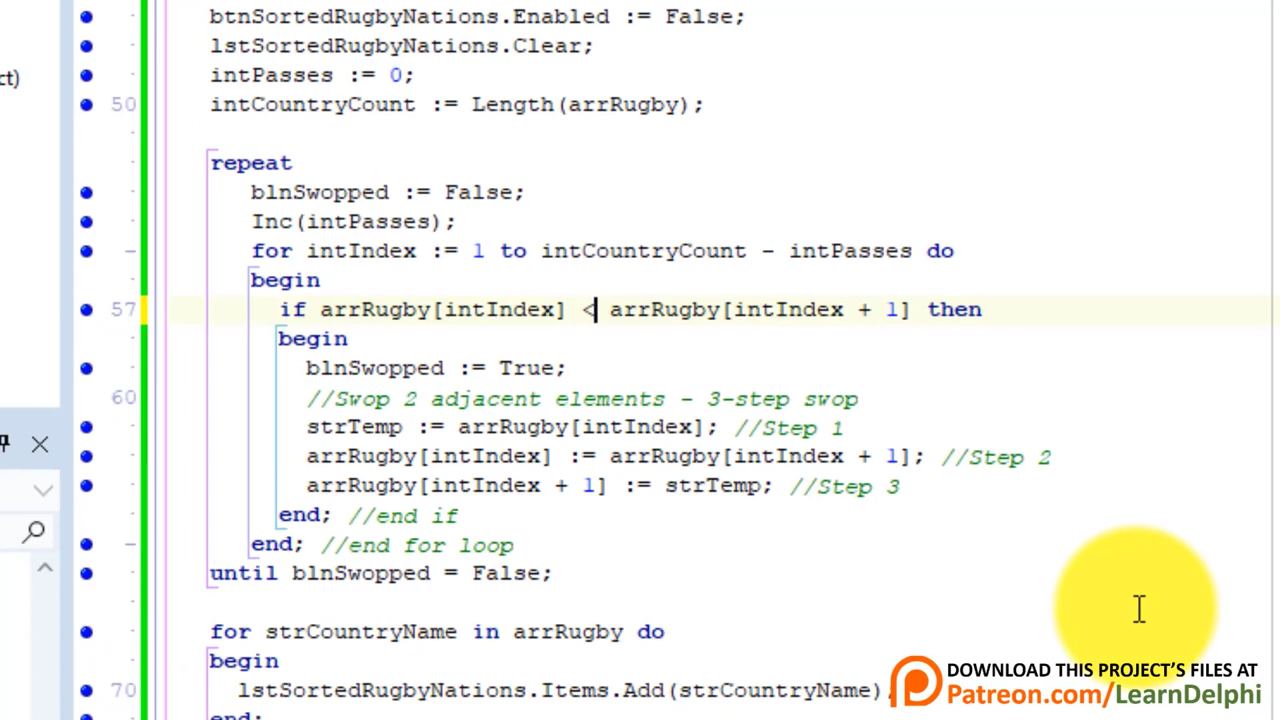 btnSortedRugbyNations.Enabled := False;
lstSortedRugbyNations.Clear;
ct)
intPasses := 0;
50 intCountryCount := Length(arrRugby);
repeat
blnSwopped := False;
Inc(intPasses);
for intIndex := 1 to intCountryCount - intPasses do
begin
57 if arrRugby[intIndex] < arrRugby[intIndex + 1] then
begin
blnSwopped := True;
60 //Swop 2 adjacent elements - 3-step swop
strTemp := arrRugby[intIndex]; //Step 1
arrRugby[intIndex] := arrRugby[intIndex + 1]; //Step 2
arrRugby[intIndex + 1] := strTemp; //Step 3
end; //end if
end; //end for loop
until blnSwopped = False;
for strCountryName in arrRugby do
begin
70 lstSortedRugbyNations.Items.Add(strCountryName);
end;
DOWNLOAD THIS PROJECT'S FILES AT
Patreon.com/LearnDelphi